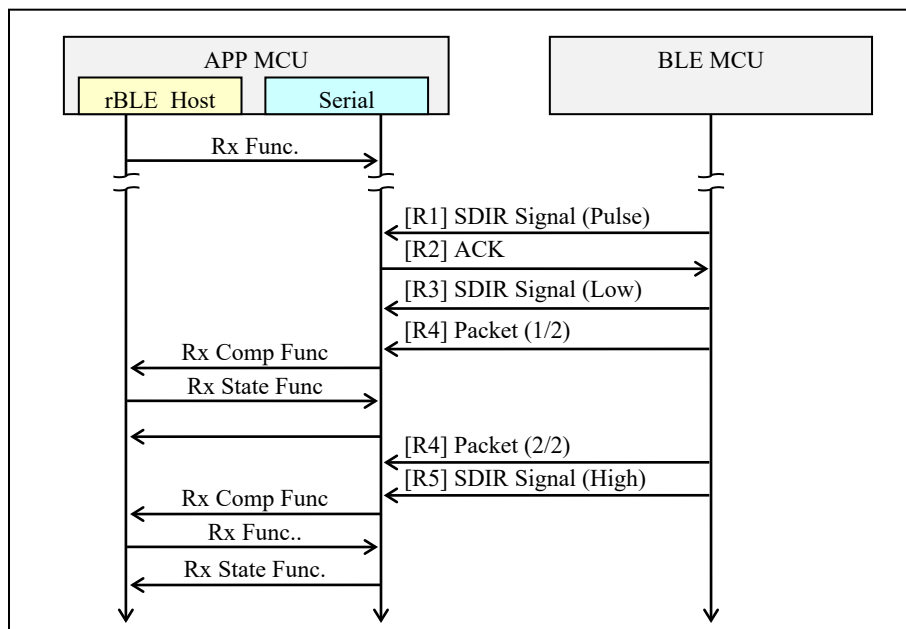 APP MCU
BLE MCU
rBLE_Host
Serial
Rx Func.
[R1] SDIR Signal (Pulse)
[R2] ACK
[R3] SDIR Signal (Low)
[R4] Packet (1/2)
Rx Comp Func
Rx State Func
[R4] Packet (2/2)
[R5] SDIR Signal (High)
Rx Comp Func
Rx Func..
Rx State Func.